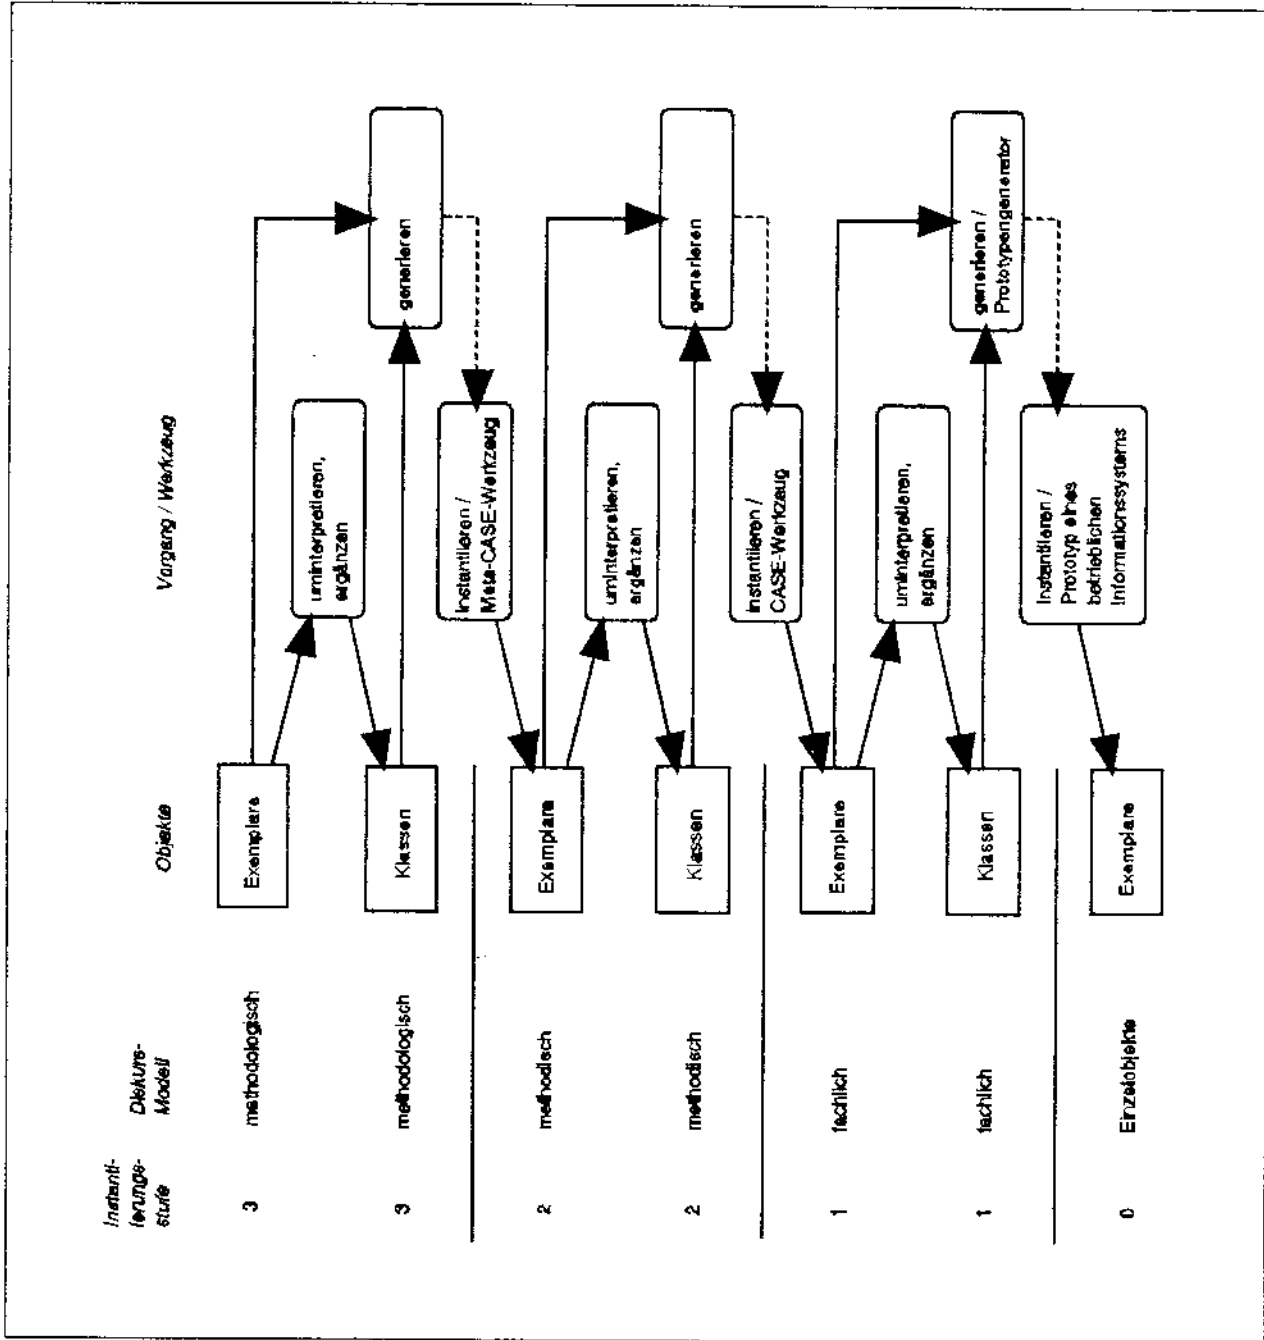 Instanti-
ierungs-
stufe
Diskurs-
Modell
Objekte
Vorgang / Werkzeug
3
methodologisch
Exemplare
uminterpretieren,
ergänzen
3
methodologisch
Klassen
generieren
instantiieren /
Meta-CASE-Werkzeug
2
methodisch
Exemplare
uminterpretieren,
ergänzen
2
methodisch
Klassen
generieren
instantiieren /
CASE-Werkzeug
1
fachlich
Exemplare
uminterpretieren,
ergänzen
1
fachlich
Klassen
generieren /
Prototypengenerator
instantiieren /
Prototyp eines
betrieblichen
Informationssystems
0
Einzelobjekte
Exemplare